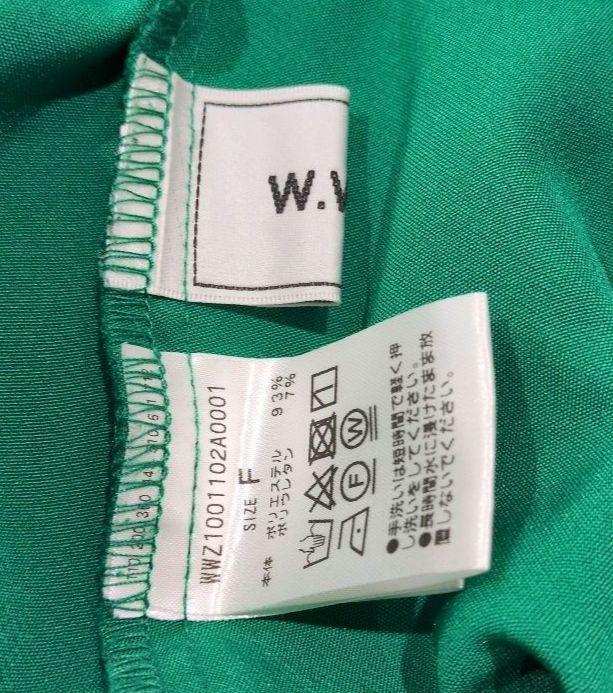 W.
WWZ1001102A0001
SIZE F
本体 ポリエステル 93%
ポリウレタン 7%
F W
●手洗いは短時間で軽く押
し洗いをしてください。
●長時間水に浸けたまま放
置しないでください。